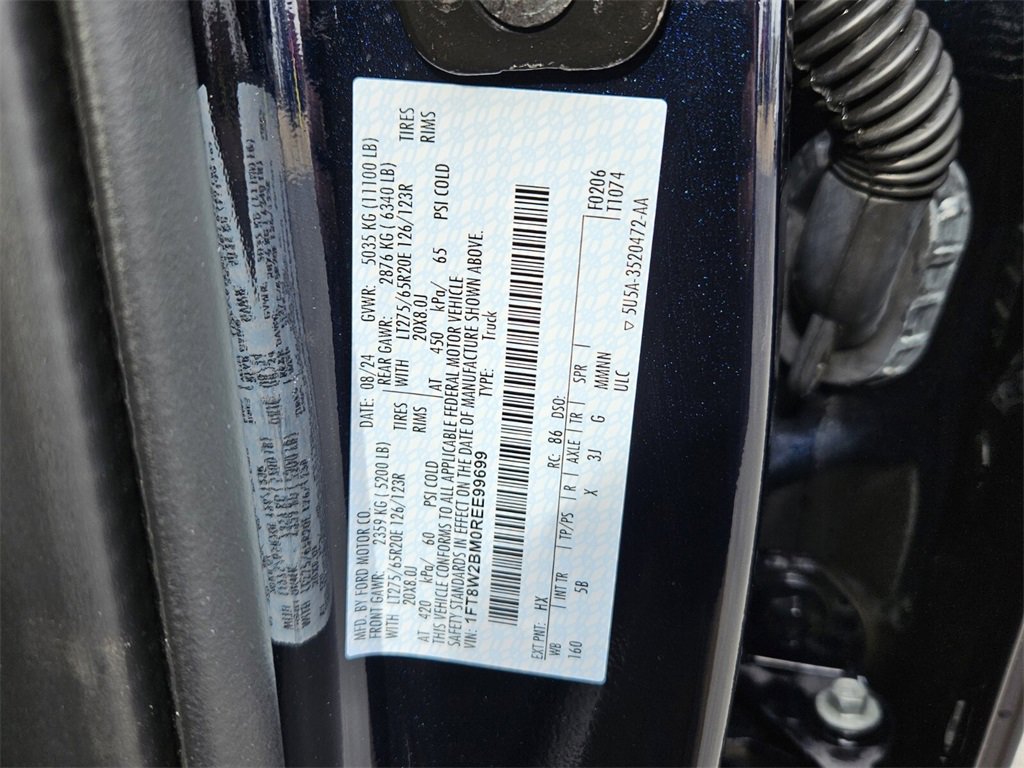 MFD. BY FORD MOTOR CO.
DATE: 08/24 GVWR: 5035 KG (11100 LB)
FRONT GAWR: 2359 KG (5200 LB) REAR GAWR: 2876 KG (6340 LB)
WITH LT275/65R20E 126/123R TIRES WITH LT275/65R20E 126/123R TIRES
20X8.0J RIMS 20X8.0J RIMS
AT 420 kPa/ 60 PSI COLD AT 450 kPa/ 65 PSI COLD
THIS VEHICLE CONFORMS TO ALL APPLICABLE FEDERAL MOTOR VEHICLE
SAFETY STANDARDS IN EFFECT ON THE DATE OF MANUFACTURE SHOWN ABOVE.
VIN: 1FT8W2BM0REE99699 TYPE: Truck
EXT PNT: HX RC: 86 DSO: F0206
WB INT TR TP/PS R AXLE TR SPR 11074
160 5B X 3J G MMNN
ULC 5U5A-3520472-AA